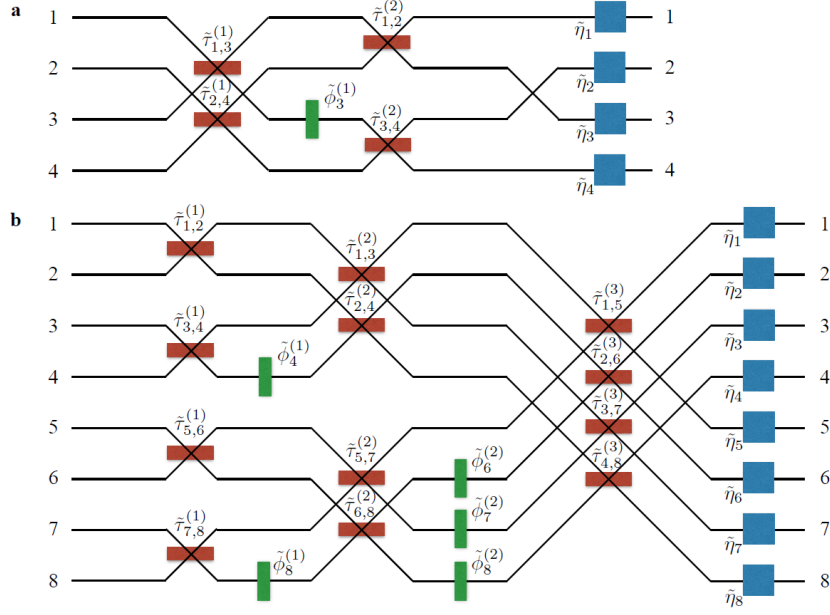 a
1 τ̃₁,₂⁽²⁾ 1
τ̃₁,₃⁽¹⁾ η̃₁
2 2
τ̃₂,₄⁽¹⁾ φ̃₃⁽¹⁾ η̃₂
3 τ̃₃,₄⁽²⁾ 3
η̃₃
4 4
η̃₄
b
1 τ̃₁,₂⁽¹⁾ 1
τ̃₁,₃⁽²⁾ η̃₁
2 2
τ̃₂,₄⁽²⁾ τ̃₁,₅⁽³⁾ η̃₂
3 τ̃₃,₄⁽¹⁾ 3
φ̃₄⁽¹⁾ τ̃₂,₆⁽³⁾ η̃₃
4 4
τ̃₃,₇⁽³⁾ η̃₄
5 τ̃₅,₆⁽¹⁾ 5
τ̃₅,₇⁽²⁾ φ̃₆⁽²⁾ τ̃₄,₈⁽³⁾ η̃₅
6 6
τ̃₆,₈⁽²⁾ φ̃₇⁽²⁾ η̃₆
7 τ̃₇,₈⁽¹⁾ 7
φ̃₈⁽¹⁾ φ̃₈⁽²⁾ η̃₇
8 8
η̃₈